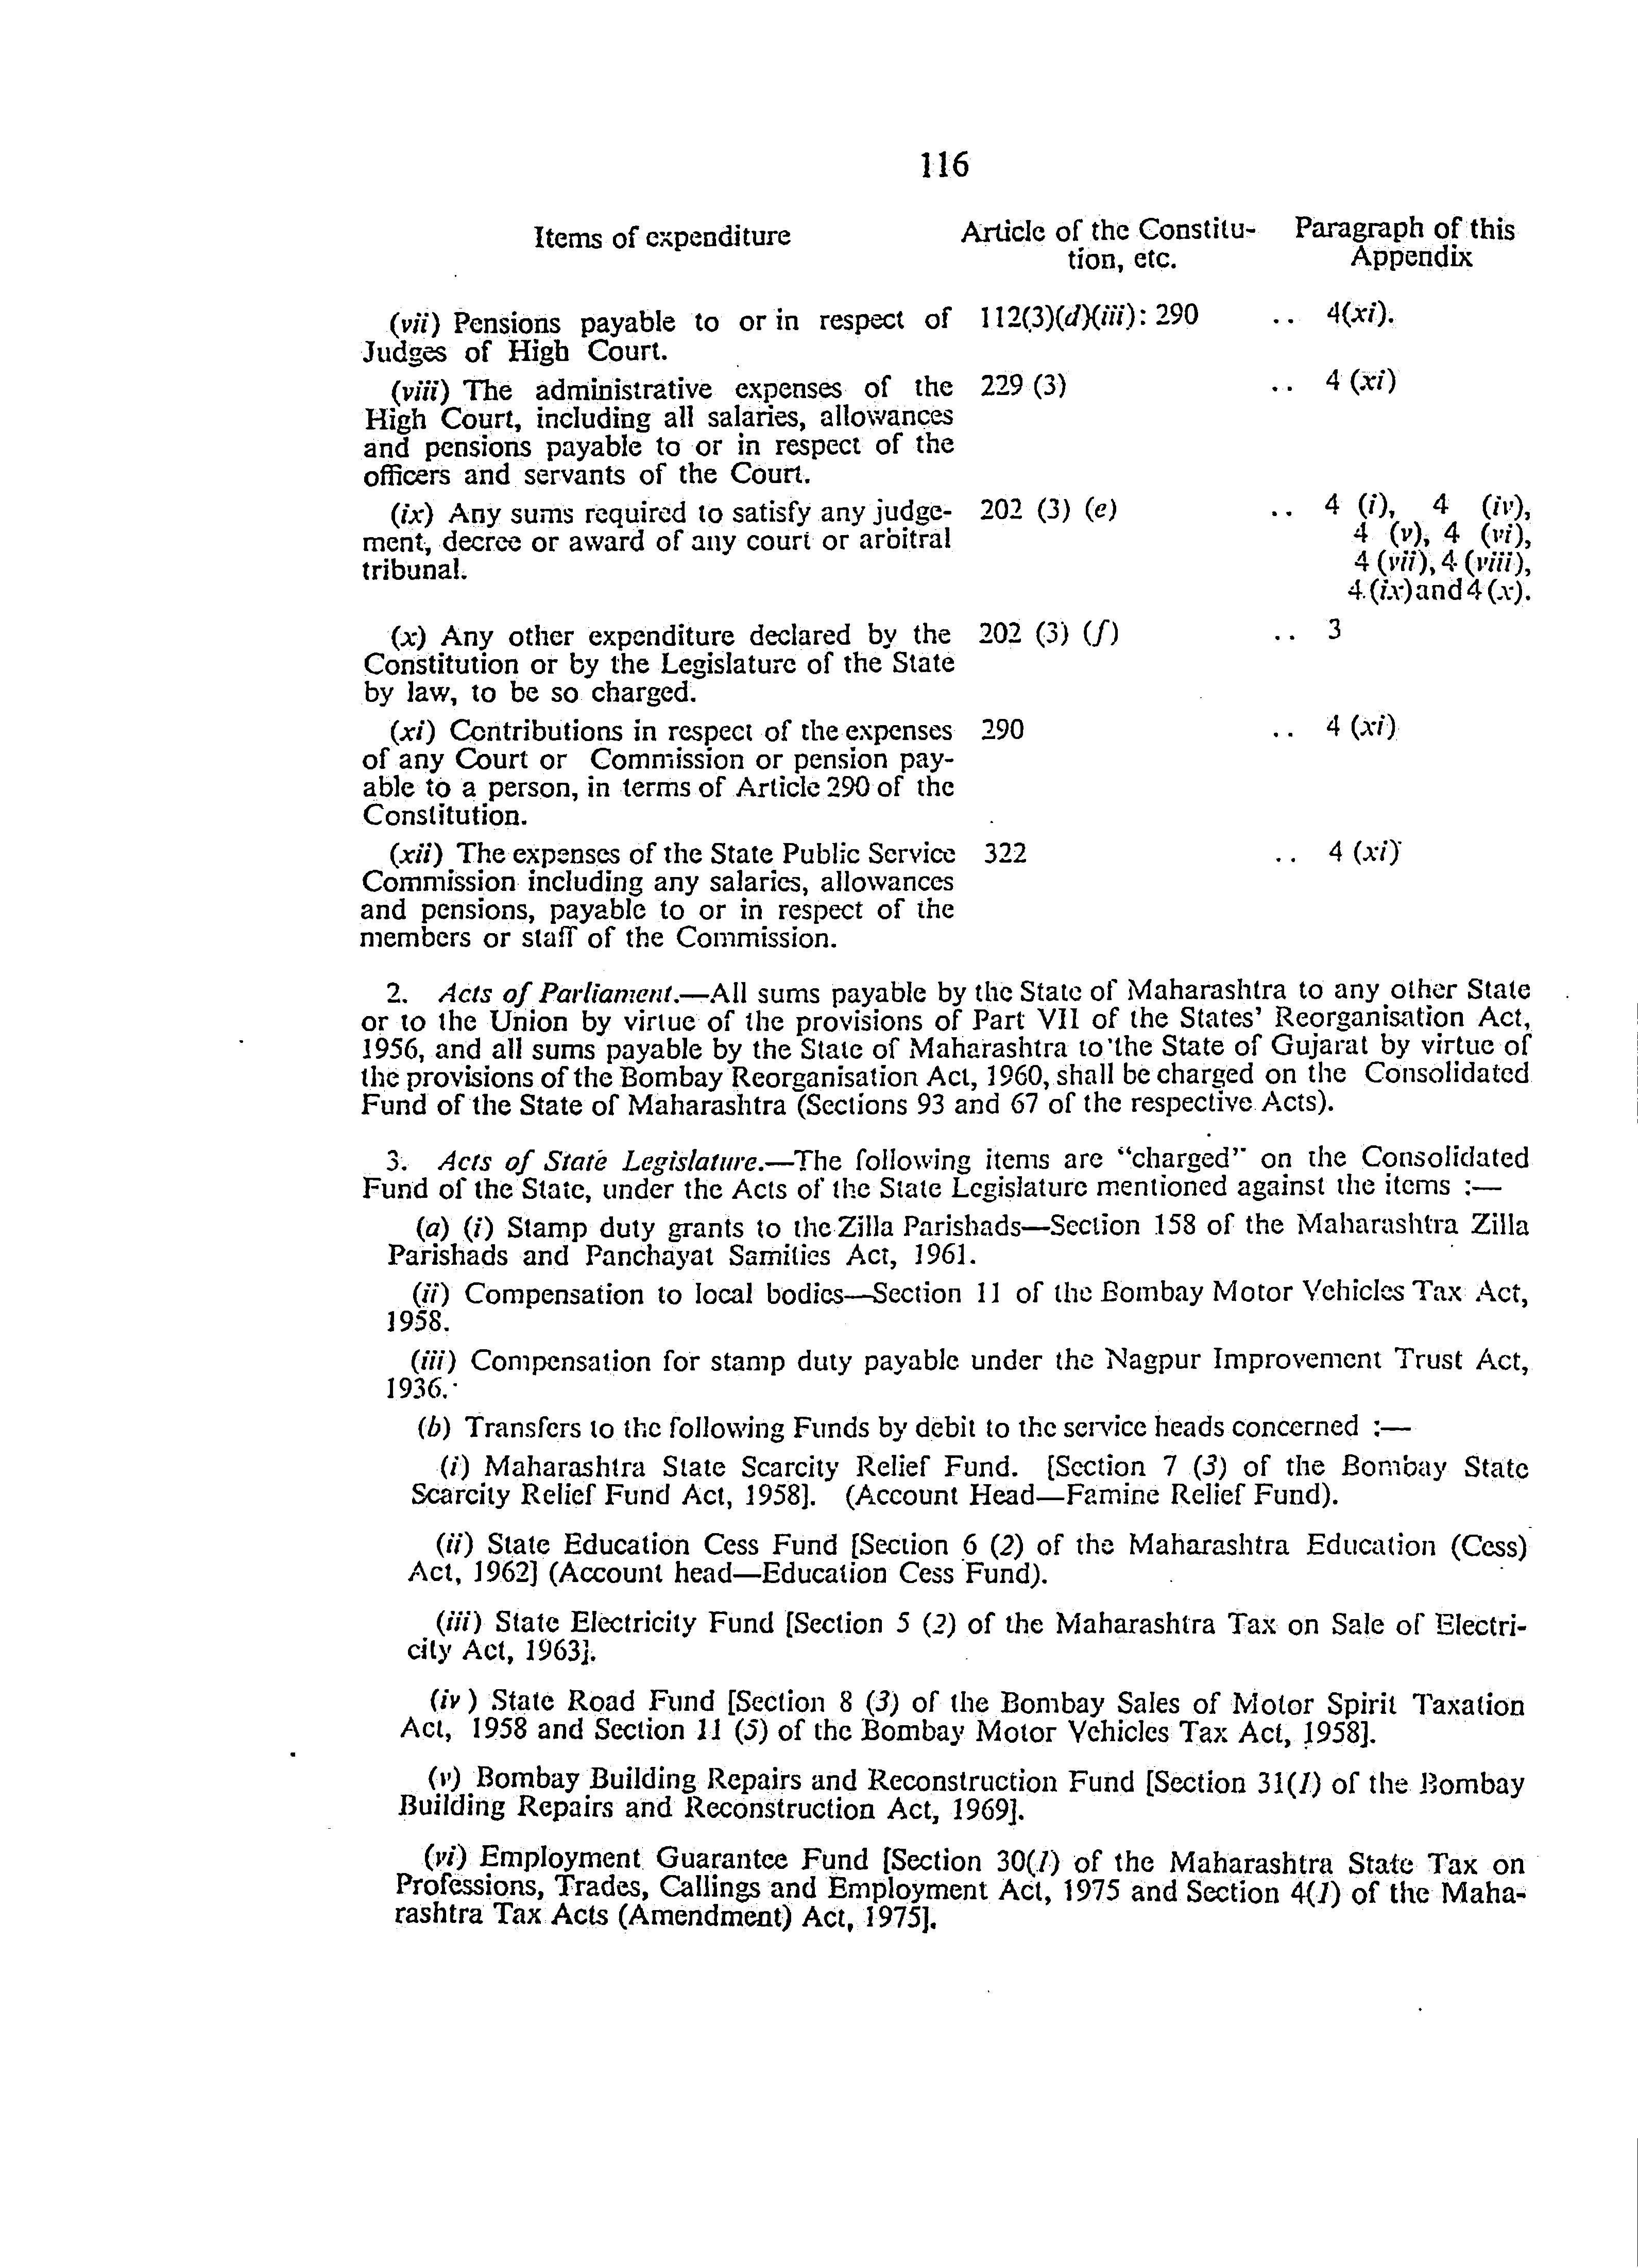 116
Items of expenditure Article of the Constitu- Paragraph of this
tion, etc. Appendix
(vii) Pensions payable to or in respect of 112(3)(d)(iii): 290 .. 4(xi).
Judges of High Court.
(viii) The administrative expenses of the 229 (3) .. 4 (xi)
High Court, including all salaries, allowances
and pensions payable to or in respect of the
officers and servants of the Court.
(ix) Any sums required to satisfy any judge- 202 (3) (e) .. 4 (i), 4 (iv),
ment, decree or award of any court or arbitral 4 (v), 4 (vi),
tribunal. 4 (vii), 4 (viii),
4 (ix) and 4 (x).
(x) Any other expenditure declared by the 202 (3) (f) .. 3
Constitution or by the Legislature of the State
by law, to be so charged.
(xi) Contributions in respect of the expenses 290 .. 4 (xi)
of any Court or Commission or pension pay-
able to a person, in terms of Article 290 of the
Constitution.
(xii) The expenses of the State Public Service 322 .. 4 (xi)
Commission including any salaries, allowances
and pensions, payable to or in respect of the
members or staff of the Commission.
2. Acts of Parliament.—All sums payable by the State of Maharashtra to any other State
or to the Union by virtue of the provisions of Part VII of the States' Reorganisation Act,
1956, and all sums payable by the State of Maharashtra to the State of Gujarat by virtue of
the provisions of the Bombay Reorganisation Act, 1960, shall be charged on the Consolidated
Fund of the State of Maharashtra (Sections 93 and 67 of the respective Acts).
3. Acts of State Legislature.—The following items are "charged" on the Consolidated
Fund of the State, under the Acts of the State Legislature mentioned against the items :—
(a) (i) Stamp duty grants to the Zilla Parishads—Section 158 of the Maharashtra Zilla
Parishads and Panchayat Samities Act, 1961.
(ii) Compensation to local bodies—Section 11 of the Bombay Motor Vehicles Tax Act,
1958.
(iii) Compensation for stamp duty payable under the Nagpur Improvement Trust Act,
1936.
(b) Transfers to the following Funds by debit to the service heads concerned :—
(i) Maharashtra State Scarcity Relief Fund. [Section 7 (3) of the Bombay State
Scarcity Relief Fund Act, 1958]. (Account Head—Famine Relief Fund).
(ii) State Education Cess Fund [Section 6 (2) of the Maharashtra Education (Cess)
Act, 1962] (Account head—Education Cess Fund).
(iii) State Electricity Fund [Section 5 (2) of the Maharashtra Tax on Sale of Electri-
city Act, 1963].
(iv ) State Road Fund [Section 8 (3) of the Bombay Sales of Motor Spirit Taxation
Act, 1958 and Section 11 (5) of the Bombay Motor Vehicles Tax Act, 1958].
(v) Bombay Building Repairs and Reconstruction Fund [Section 31(1) of the Bombay
Building Repairs and Reconstruction Act, 1969].
(vi) Employment Guarantee Fund [Section 30(1) of the Maharashtra State Tax on
Professions, Trades, Callings and Employment Act, 1975 and Section 4(1) of the Maha-
rashtra Tax Acts (Amendment) Act, 1975].